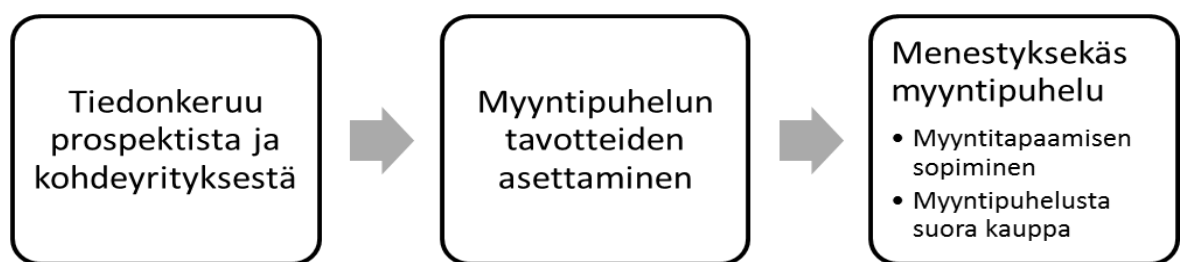 Tiedonkeruu
prospektista ja
kohdeyrityksestä
Myyntipuhelun
tavotteiden
asettaminen
Menestyksekäs
myyntipuhelu
• Myyntitapaamisen
sopiminen
• Myyntipuhelusta
suora kauppa